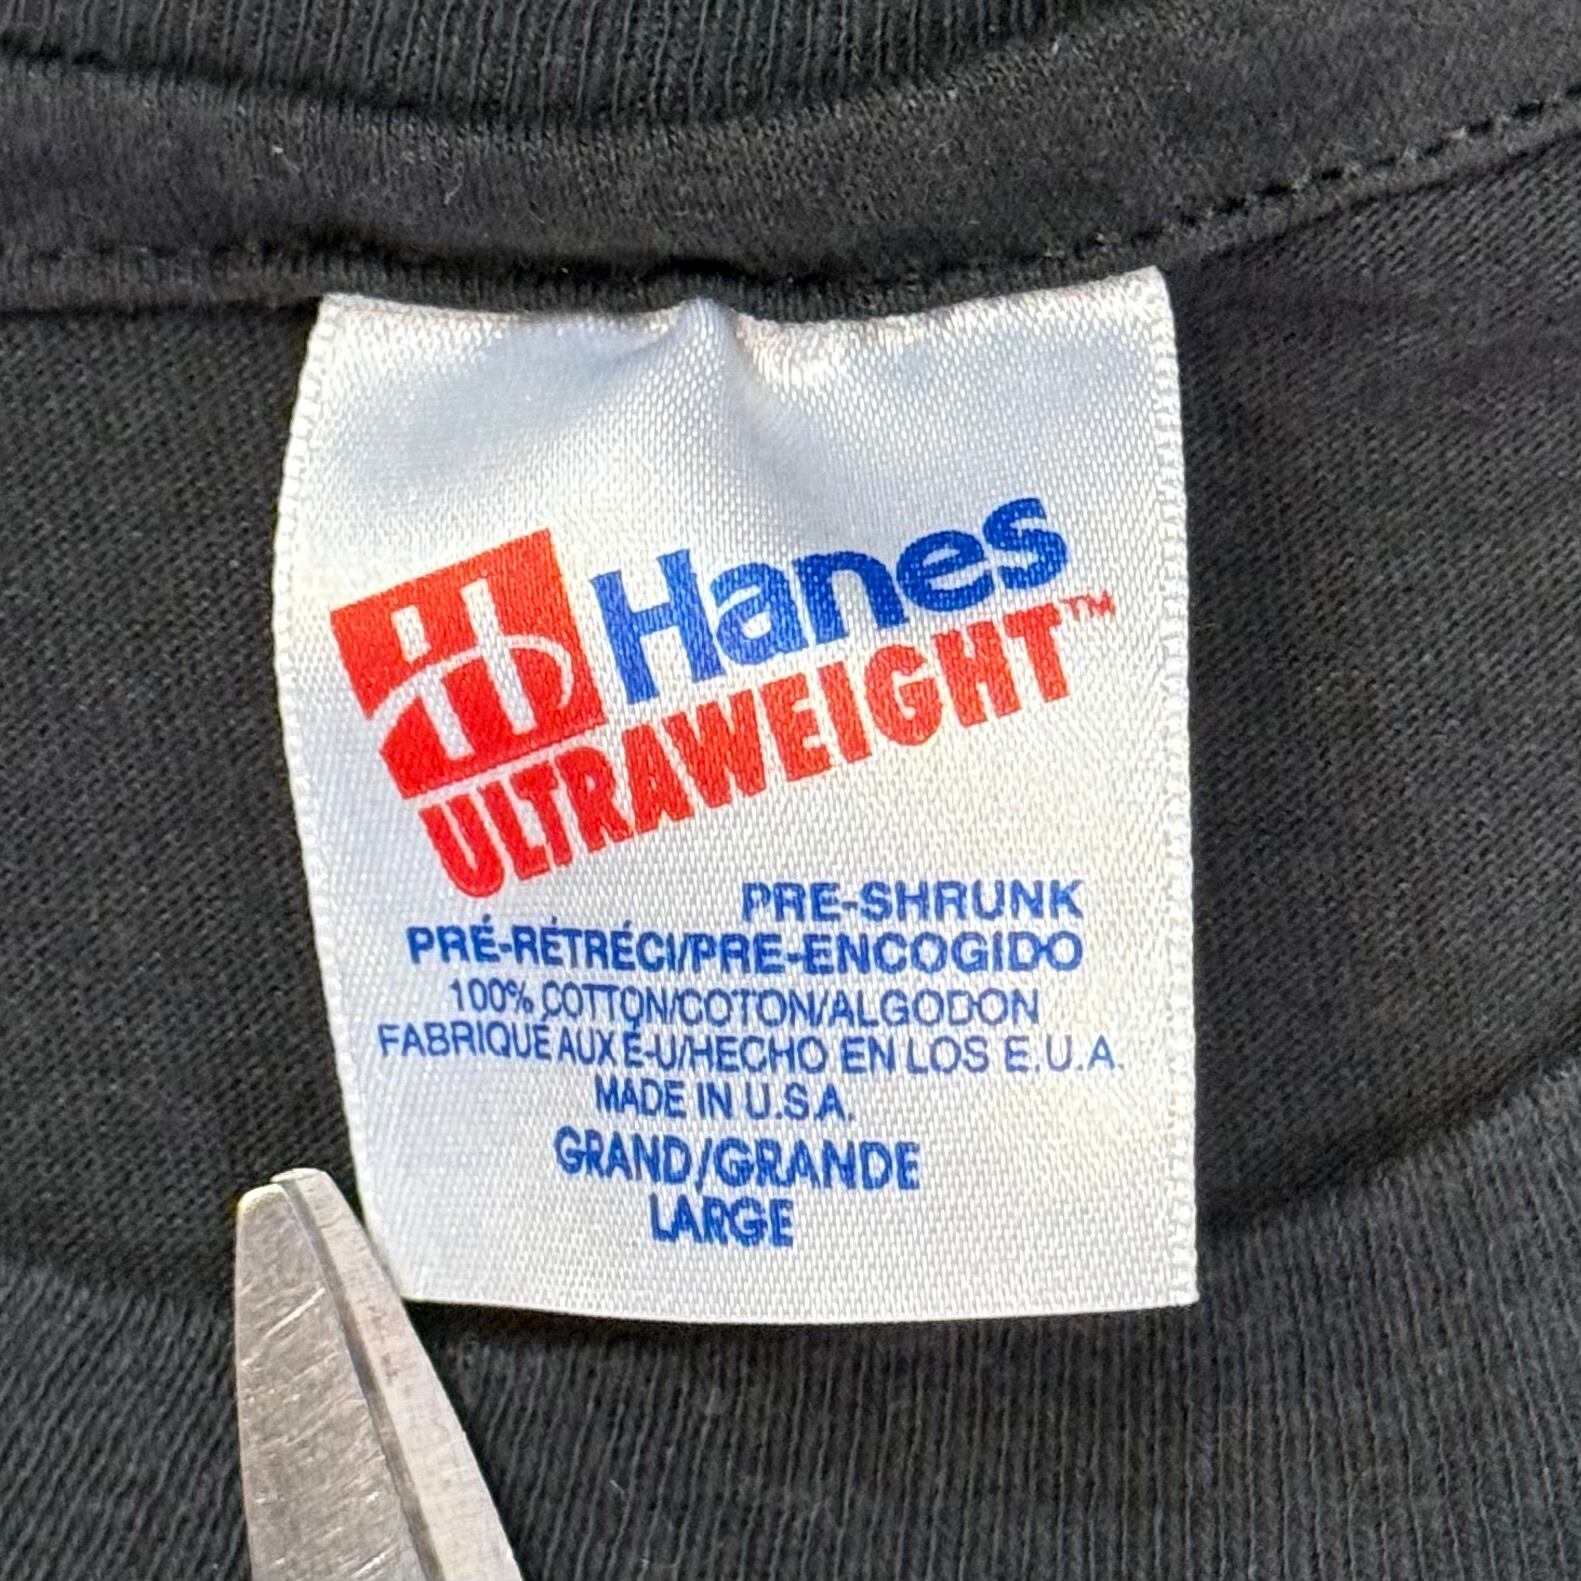 Hanes
ULTRAWEIGHT™
PRE-SHRUNK
PRÉ-RÉTRÉCI/PRE-ENCOGIDO
100% COTTON/COTON/ALGODON
FABRIQUÉ AUX É-U/HECHO EN LOS E.U.A.
MADE IN U.S.A.
GRAND/GRANDE
LARGE